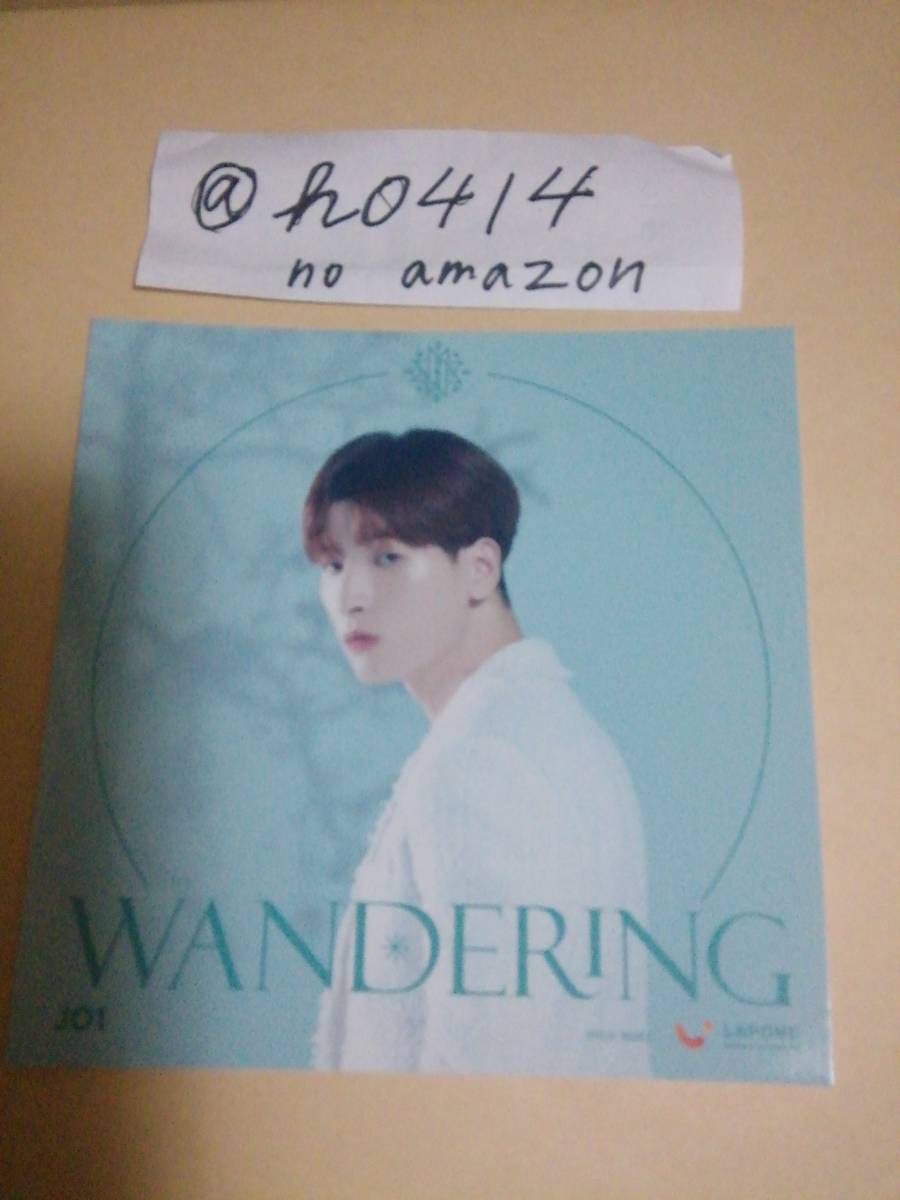 @h0414
no amazon
WANDERING
JO1
LAPONE